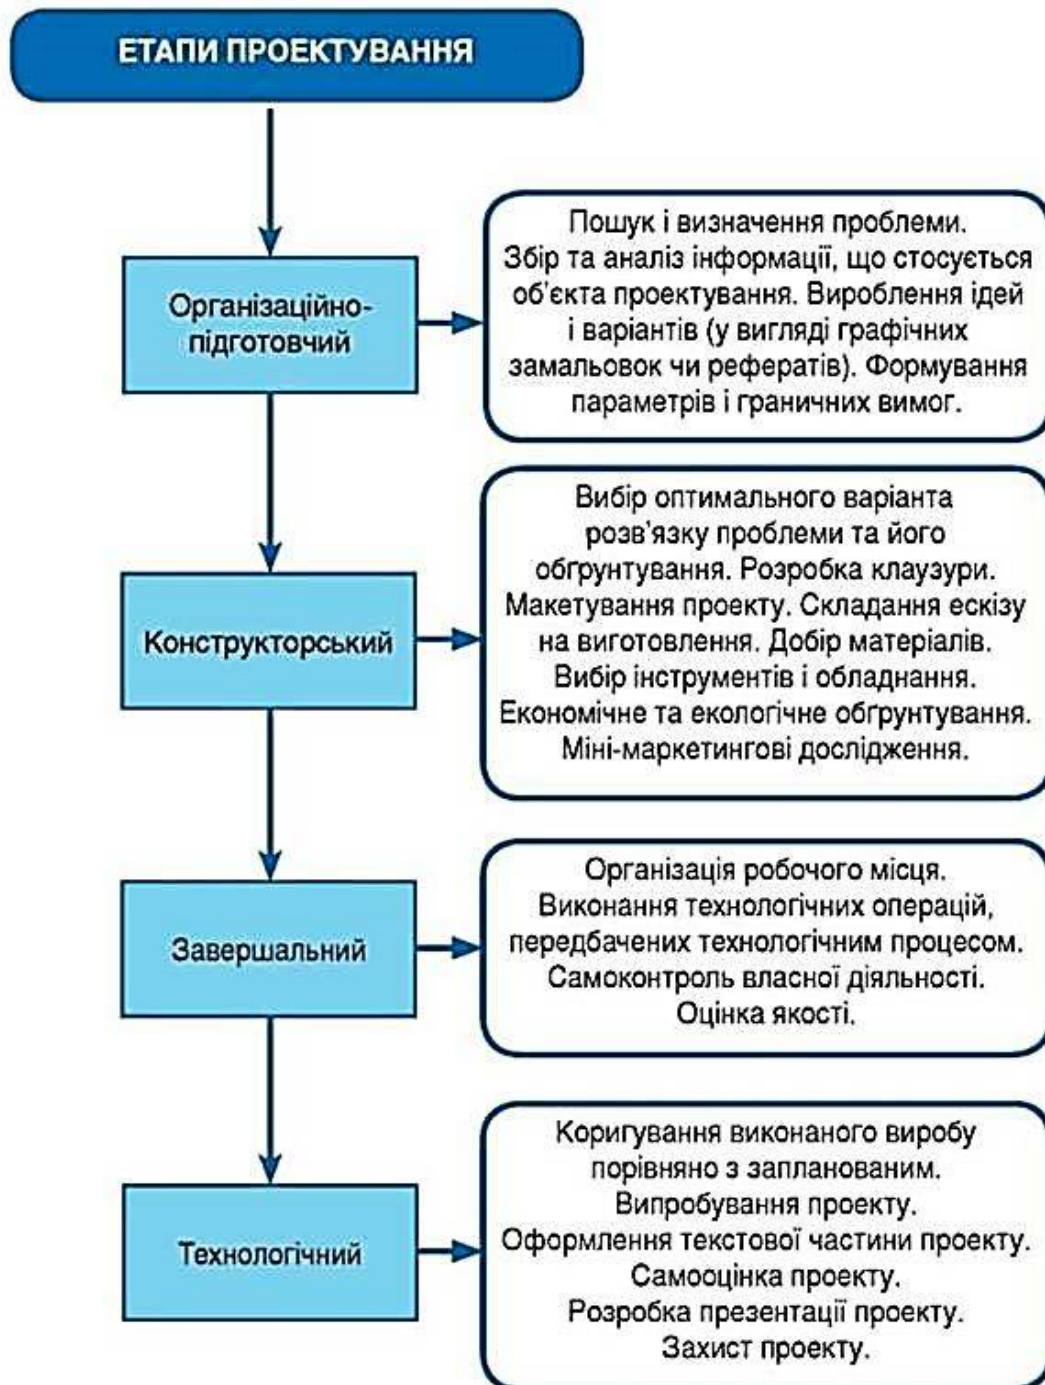 ЕТАПИ ПРОЕКТУВАННЯ
Організаційно-
підготовчий
Пошук і визначення проблеми.
Збір та аналіз інформації, що стосується
об'єкта проектування. Вироблення ідей
і варіантів (у вигляді графічних
замальовок чи рефератів). Формування
параметрів і граничних вимог.
Конструкторський
Вибір оптимального варіанта
розв'язку проблеми та його
обґрунтування. Розробка клаузури.
Макетування проекту. Складання ескізу
на виготовлення. Добір матеріалів.
Вибір інструментів і обладнання.
Економічне та екологічне обґрунтування.
Міні-маркетингові дослідження.
Завершальний
Організація робочого місця.
Виконання технологічних операцій,
передбачених технологічним процесом.
Самоконтроль власної діяльності.
Оцінка якості.
Технологічний
Коригування виконаного виробу
порівняно з запланованим.
Випробування проекту.
Оформлення текстової частини проекту.
Самооцінка проекту.
Розробка презентації проекту.
Захист проекту.